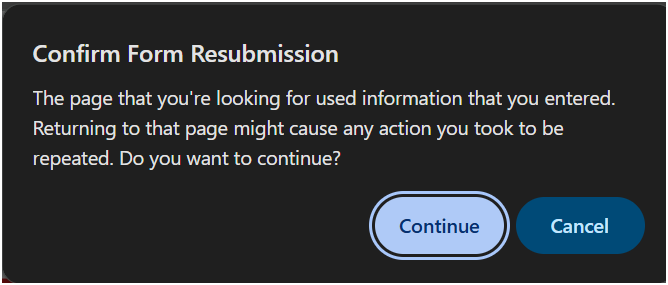 Confirm Form Resubmission
The page that you're looking for used information that you entered.
Returning to that page might cause any action you took to be
repeated. Do you want to continue?
Continue
Cancel